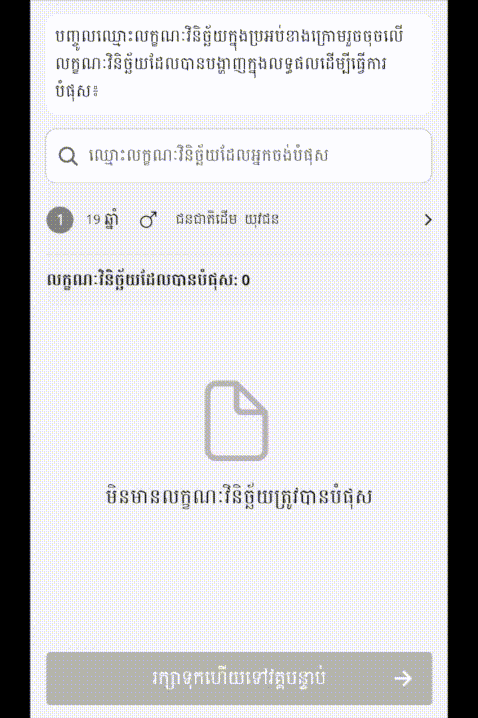 បញ្ចូលឈ្មោះលក្ខណៈវិនិច្ឆ័យក្នុងប្រអប់ខាងក្រោមរួចចុចលើ
លក្ខណៈវិនិច្ឆ័យដែលបានបង្ហាញក្នុងលទ្ធផលដើម្បីធ្វើការ
បំផុស៖
ឈ្មោះលក្ខណៈវិនិច្ឆ័យដែលអ្នកចង់បំផុស
1 19 ឆ្នាំ ជនជាតិដើម យុវជន
លក្ខណៈវិនិច្ឆ័យដែលបានបំផុស: 0
មិនមានលក្ខណៈវិនិច្ឆ័យត្រូវបានបំផុស
រក្សាទុកហើយទៅវគ្គបន្ទាប់